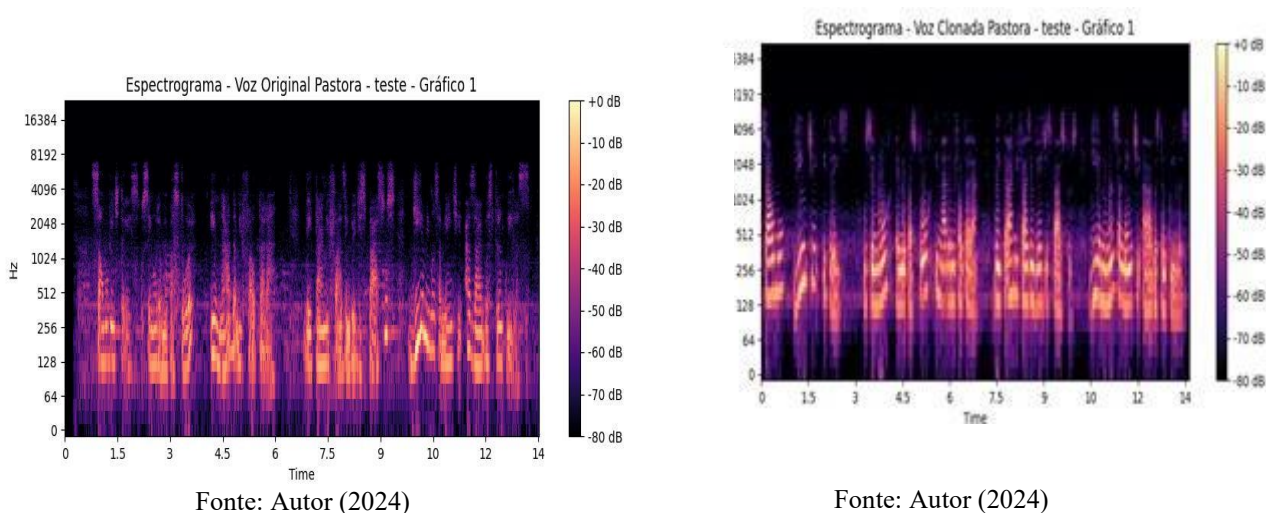 Espectrograma - Voz Original Pastora - teste - Gráfico 1
Hz
16384
8192
4096
2048
1024
512
256
128
64
0
0 1.5 3 4.5 6 7.5 9 10 12 14
Time
+0 dB
-10 dB
-20 dB
-30 dB
-40 dB
-50 dB
-60 dB
-70 dB
-80 dB
Fonte: Autor (2024)
Espectrograma - Voz Clonada Pastora - teste - Gráfico 1
512
256
128
64
0
0 1.5 3 4.5 6 7.5 9 10 12 14
Time
+0 dB
-10 dB
-20 dB
-30 dB
-40 dB
-50 dB
-60 dB
-70 dB
-80 dB
Fonte: Autor (2024)